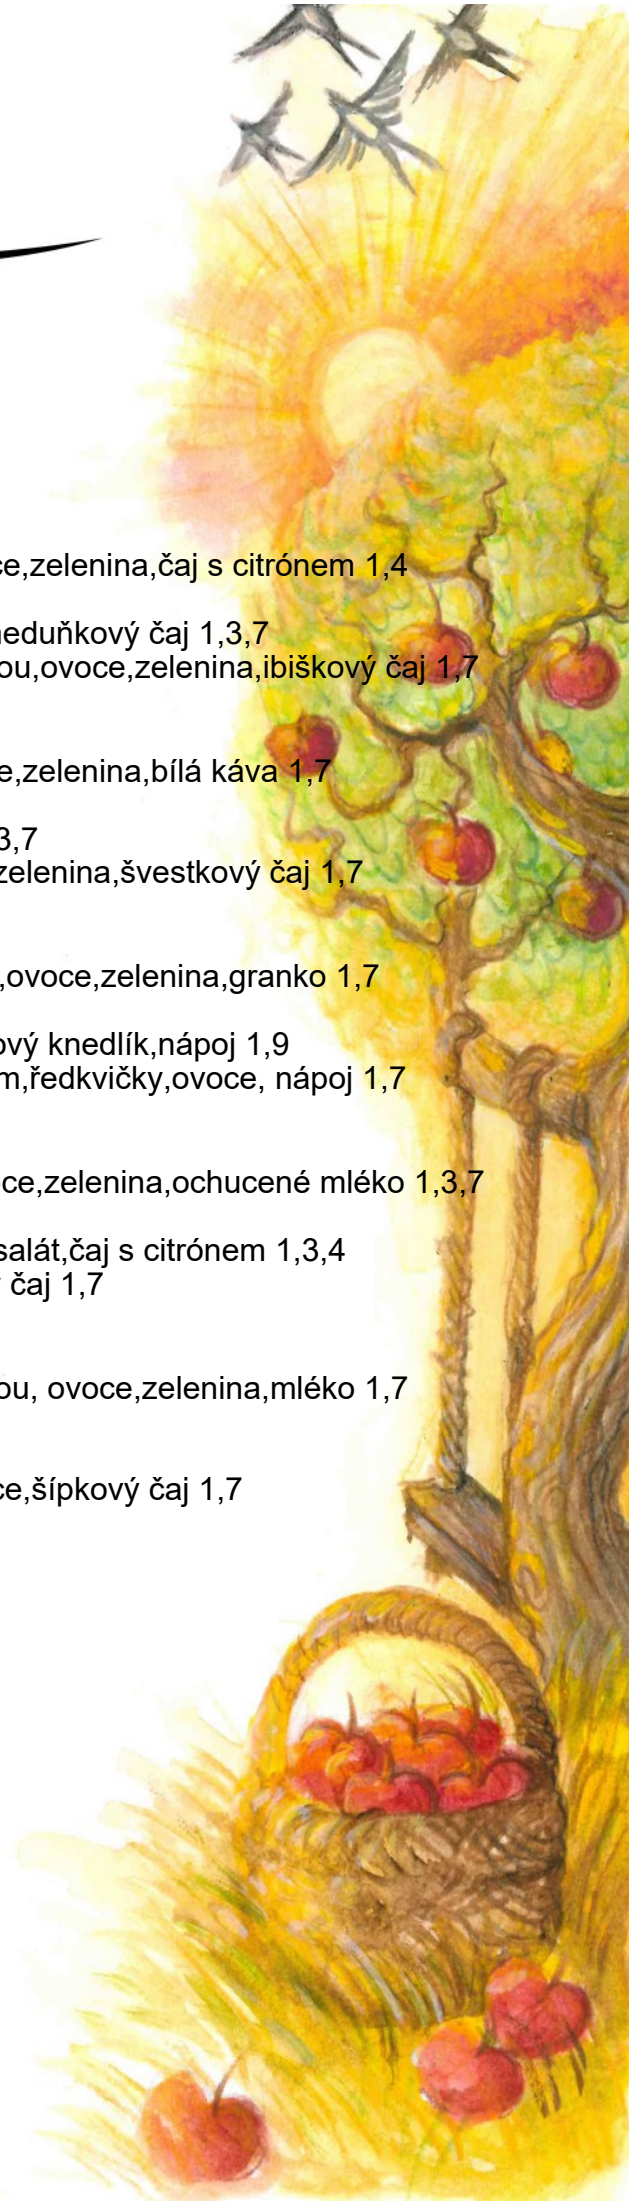 ce,zelenina,čaj s citrónem 1,4
neduňkový čaj 1,3,7
ou,ovoce,zelenina,ibiškový čaj 1,7
e,zelenina,bílá káva 1,7
3,7
zelenina,švestkový čaj 1,7
,ovoce,zelenina,granko 1,7
ový knedlík,nápoj 1,9
m,ředkvičky,ovoce, nápoj 1,7
ce,zelenina,ochucené mléko 1,3,7
salát,čaj s citrónem 1,3,4
čaj 1,7
ou, ovoce,zelenina,mléko 1,7
ce,šípkový čaj 1,7